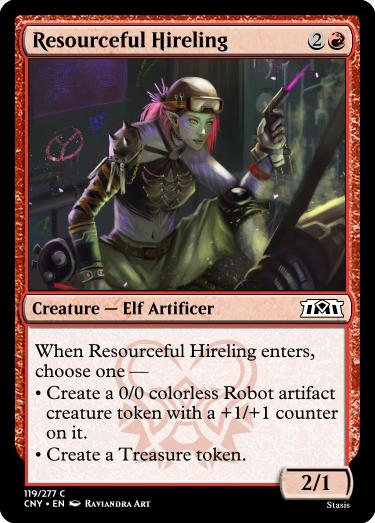 Resourceful Hireling 2
Creature — Elf Artificer
When Resourceful Hireling enters,
choose one —
• Create a 0/0 colorless Robot artifact
creature token with a +1/+1 counter
on it.
• Create a Treasure token.
2/1
119/277 C
CNY • EN Raviandra Art
Stasis